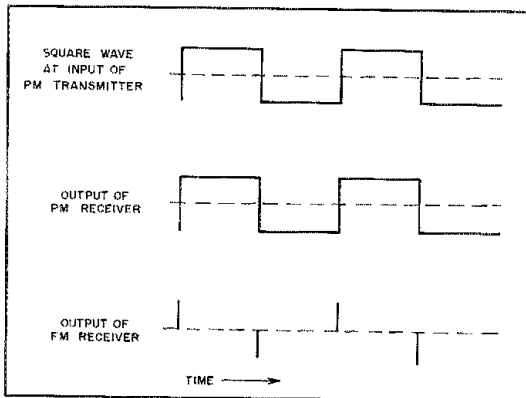 SQUARE WAVE
AT INPUT OF
PM TRANSMITTER
OUTPUT OF
PM RECEIVER
OUTPUT OF
FM RECEIVER
TIME